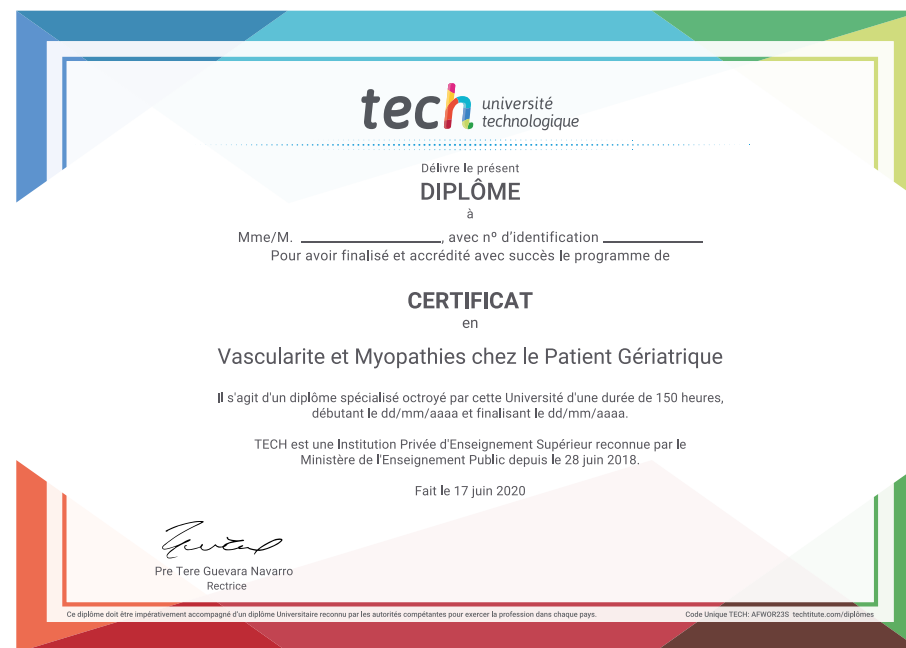 tech université
technologique
Délivre le présent
DIPLÔME
à
Mme/M. ____________________, avec nº d'identification ______________
Pour avoir finalisé et accrédité avec succès le programme de
CERTIFICAT
en
Vascularite et Myopathies chez le Patient Gériatrique
Il s'agit d'un diplôme spécialisé octroyé par cette Université d'une durée de 150 heures,
débutant le dd/mm/aaaa et finalisant le dd/mm/aaaa.
TECH est une Institution Privée d'Enseignement Supérieur reconnue par le
Ministère de l'Enseignement Public depuis le 28 juin 2018.
Fait le 17 juin 2020
Pre Tere Guevara Navarro
Rectrice
Ce diplôme doit être impérativement accompagné d'un diplôme Universitaire reconnu par les autorités compétentes pour exercer la profession dans chaque pays.
Code Unique TECH: AFWOR23S techtitute.com/diplômes